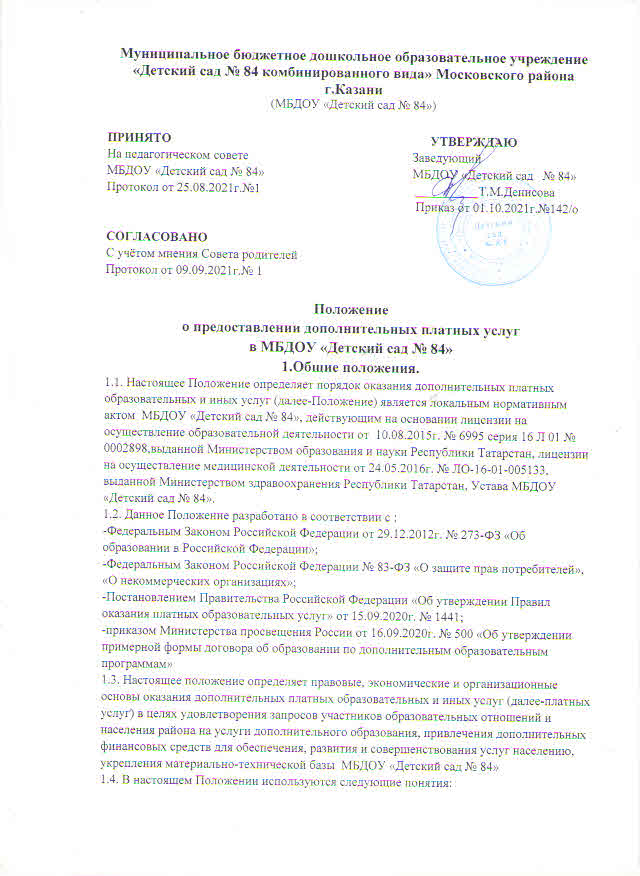 Муниципальное бюджетное дошкольное образовательное учреждение
«Детский сад № 84 комбинированного вида» Московского района
г.Казани
(МБДОУ «Детский сад № 84»)
ПРИНЯТО
На педагогическом совете
МБДОУ «Детский сад № 84»
Протокол от 25.08.2021г.№1
УТВЕРЖДАЮ
Заведующий
МБДОУ «Детский сад № 84»
Т.М.Денисова
Приказ от 01.10.2021г.№142/о
Детский
сад
№ 84
СОГЛАСОВАНО
С учётом мнения Совета родителей
Протокол от 09.09.2021г.№ 1
Положение
о предоставлении дополнительных платных услуг
в МБДОУ «Детский сад № 84»
1.Общие положения.
1.1. Настоящее Положение определяет порядок оказания дополнительных платных
образовательных и иных услуг (далее-Положение) является локальным нормативным
актом МБДОУ «Детский сад № 84», действующим на основании лицензии на
осуществление образовательной деятельности от 10.08.2015г. № 6995 серия 16 Л 01 №
0002898,выданной Министерством образования и науки Республики Татарстан, лицензии
на осуществление медицинской деятельности от 24.05.2016г. № ЛО-16-01-005133,
выданной Министерством здравоохранения Республики Татарстан, Устава МБДОУ
«Детский сад № 84».
1.2. Данное Положение разработано в соответствии с ;
-Федеральным Законом Российской Федерации от 29.12.2012г. № 273-ФЗ «Об
образовании в Российской Федерации»;
-Федеральным Законом Российской Федерации № 83-ФЗ «О защите прав потребителей»,
«О некоммерческих организациях»;
-Постановлением Правительства Российской Федерации «Об утверждении Правил
оказания платных образовательных услуг» от 15.09.2020г. № 1441;
-приказом Министерства просвещения России от 16.09.2020г. № 500 «Об утверждении
примерной формы договора об образовании по дополнительным образовательным
программам»
1.3. Настоящее положение определяет правовые, экономические и организационные
основы оказания дополнительных платных образовательных и иных услуг (далее-платных
услуг) в целях удовлетворения запросов участников образовательных отношений и
населения района на услуги дополнительного образования, привлечения дополнительных
финансовых средств для обеспечения, развития и совершенствования услуг населению,
укрепления материально-технической базы МБДОУ «Детский сад № 84»
1.4. В настоящем Положении используются следующие понятия: